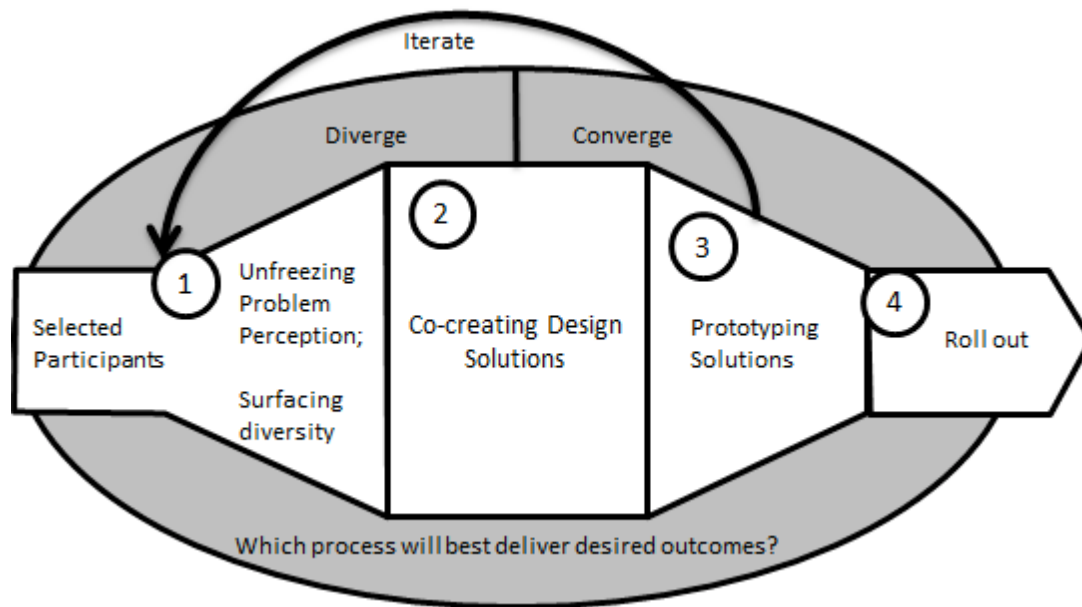 Iterate
Diverge
Converge
1
2
3
4
Selected
Participants
Unfreezing
Problem
Perception;
Surfacing
diversity
Co-creating Design
Solutions
Prototyping
Solutions
Roll out
Which process will best deliver desired outcomes?